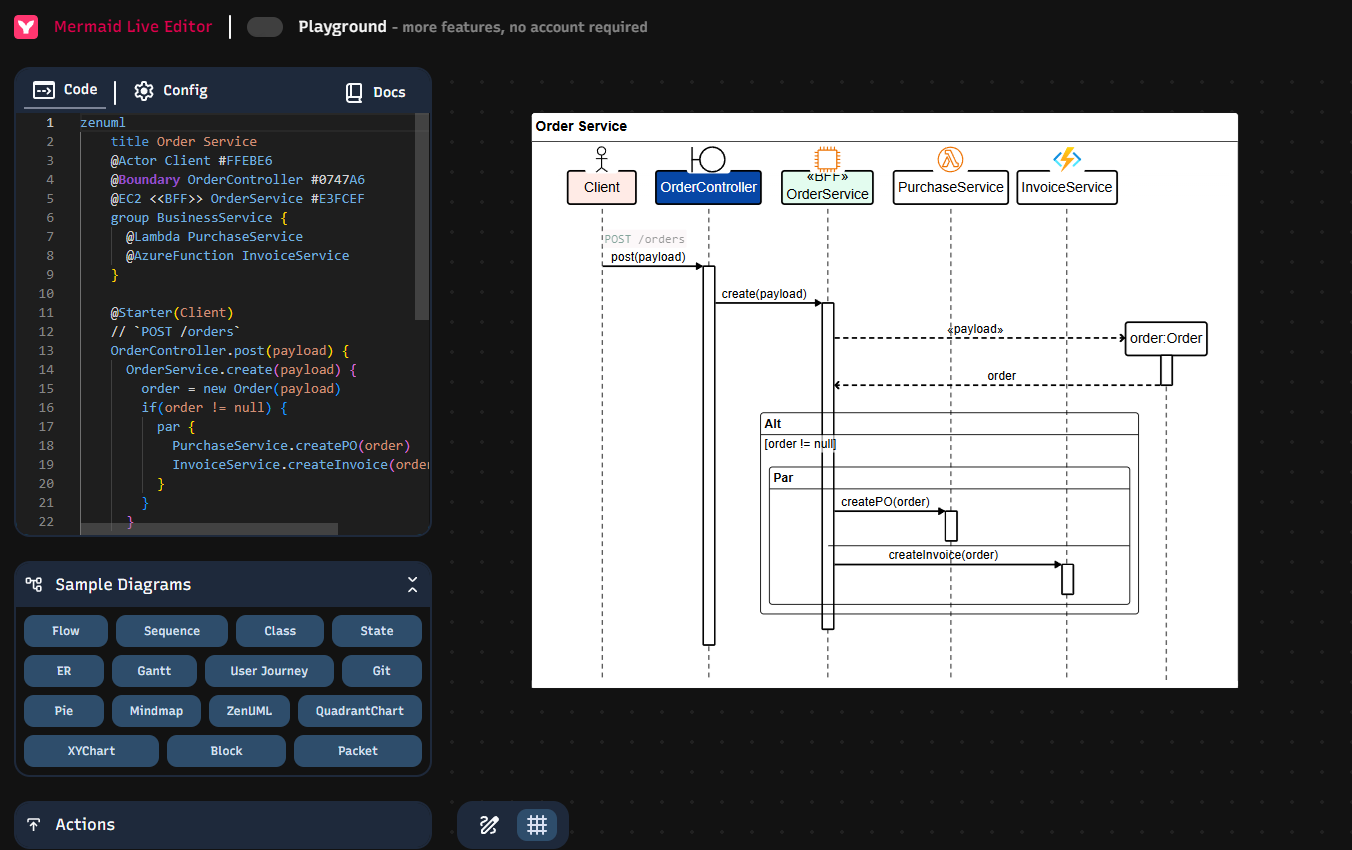 Mermaid Live Editor
Playground - more features, no account required
Code
Config
Docs
1 zenuml
2 title Order Service
3 @Actor Client #FFEBE6
4 @Boundary OrderController #0747A6
5 @EC2 <<BFF>> OrderService #E3FCEF
6 group BusinessService {
7 @Lambda PurchaseService
8 @AzureFunction InvoiceService
9 }
10
11 @Starter(Client)
12 // `POST /orders`
13 OrderController.post(payload) {
14 OrderService.create(payload) {
15 order = new Order(payload)
16 if(order != null) {
17 par {
18 PurchaseService.createPO(order)
19 InvoiceService.createInvoice(order
20 }
21 }
22 }
Sample Diagrams
Flow
Sequence
Class
State
ER
Gantt
User Journey
Git
Pie
Mindmap
ZenUML
QuadrantChart
XYChart
Block
Packet
Actions
Order Service
Client
OrderController
«BFF»
OrderService
PurchaseService
InvoiceService
POST /orders
post(payload)
create(payload)
«payload»
order:Order
order
Alt
[order != null]
Par
createPO(order)
createInvoice(order)